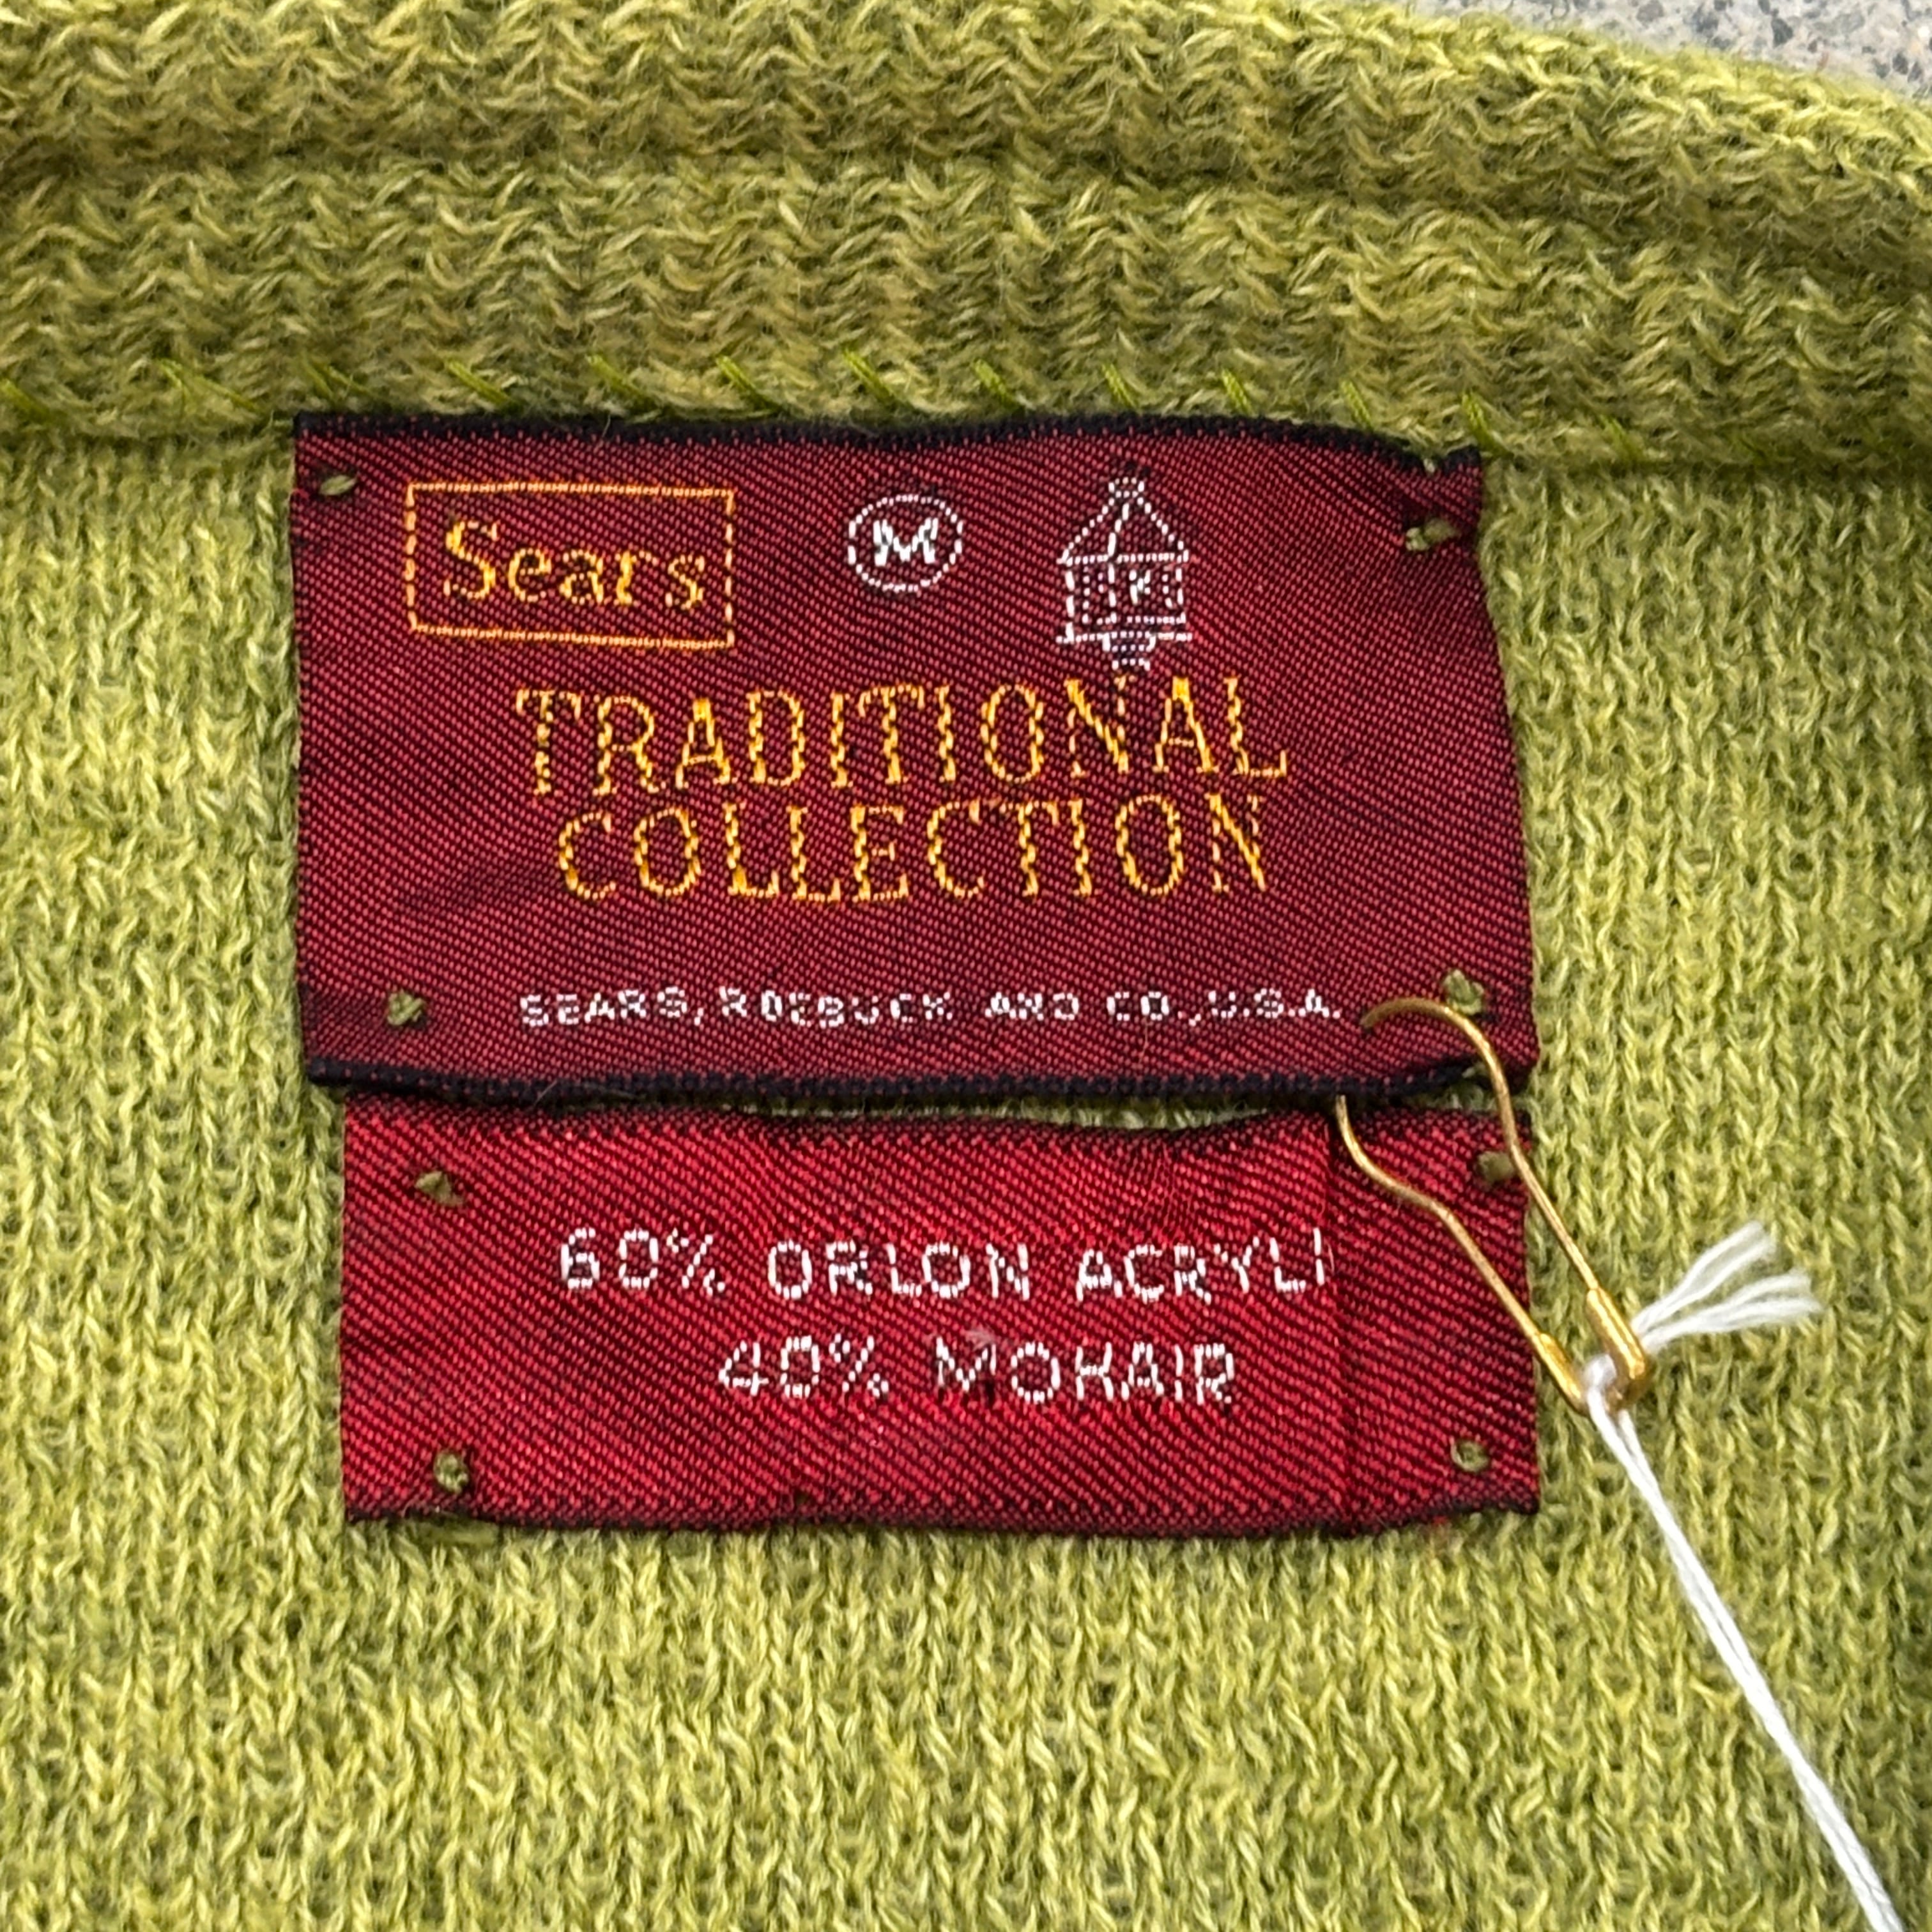 Sears M
TRADITIONAL
COLLECTION
SEARS, ROEBUCK AND CO., U.S.A.
60% ORLON ACRYLI
40% MOHAIR